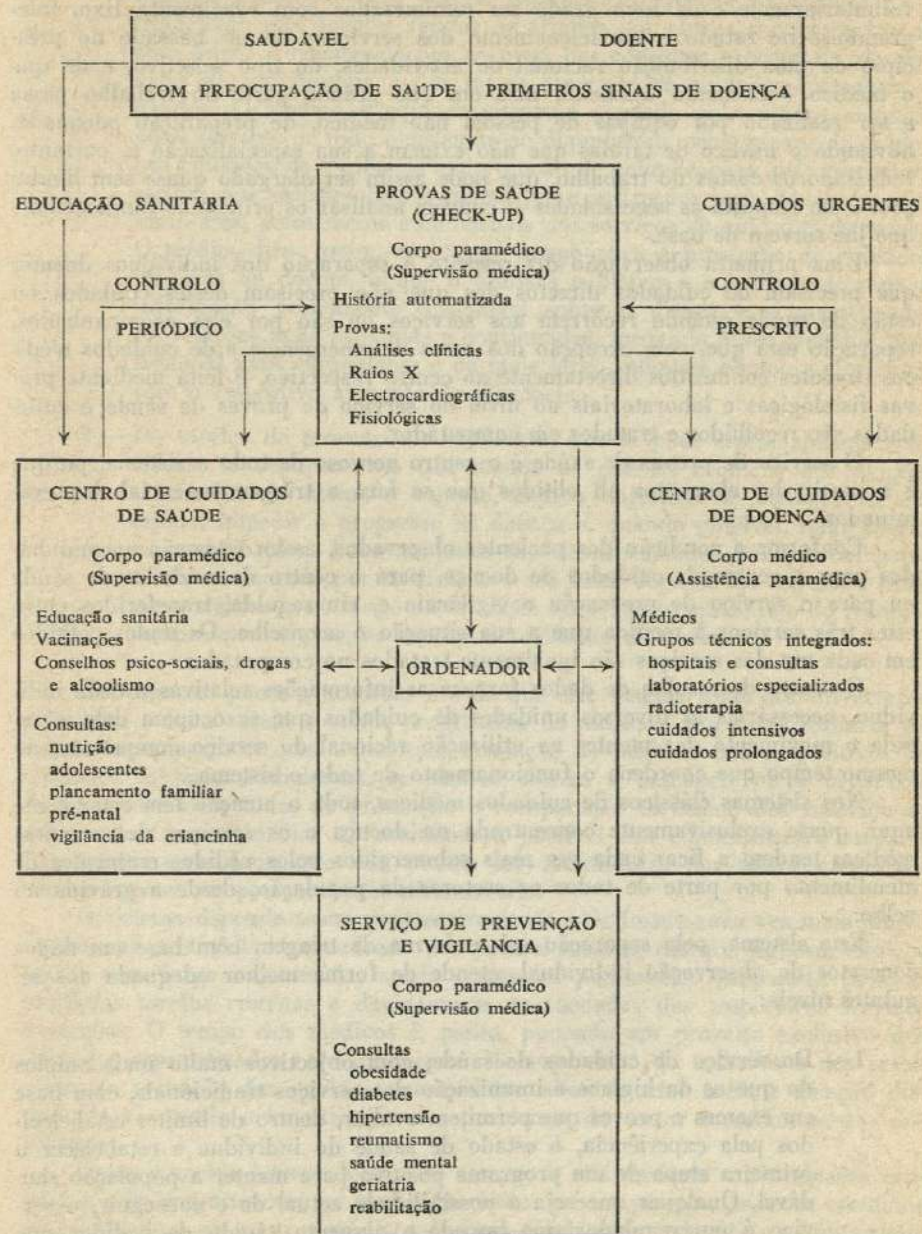 SAUDÁVEL
COM PREOCUPAÇÃO DE SAÚDE
DOENTE
PRIMEIROS SINAIS DE DOENÇA
EDUCAÇÃO SANITÁRIA
PROVAS DE SAÚDE
(CHECK-UP)
Corpo paramédico
(Supervisão médica)
História automatizada
Provas:
Análises clínicas
Raios X
Electrocardiográficas
Fisiológicas
CUIDADOS URGENTES
CONTROLO
PERIÓDICO
CONTROLO
PRESCRITO
CENTRO DE CUIDADOS
DE SAÚDE
Corpo paramédico
(Supervisão médica)
Educação sanitária
Vacinações
Conselhos psico-sociais, drogas
e alcoolismo
Consultas:
nutrição
adolescentes
planeamento familiar
pré-natal
vigilância da criancinha
ORDENADOR
CENTRO DE CUIDADOS
DE DOENÇA
Corpo médico
(Assistência paramédica)
Médicos
Grupos técnicos integrados:
hospitais e consultas
laboratórios especializados
radioterapia
cuidados intensivos
cuidados prolongados
SERVIÇO DE PREVENÇÃO
E VIGILÂNCIA
Corpo paramédico
(Supervisão médica)
Consultas
obesidade
diabetes
hipertensão
reumatismo
saúde mental
geriatria
reabilitação